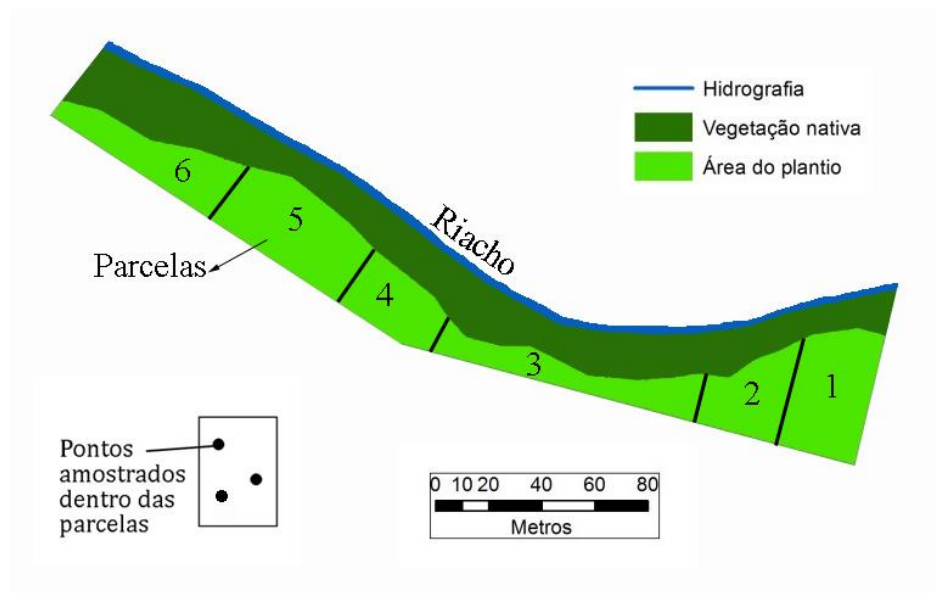 Hidrografia
Vegetação nativa
Área do plantio
6
5
Riacho
Parcelas
4
3
2
1
Pontos
amostrados
dentro das
parcelas
0 10 20 40 60 80
Metros